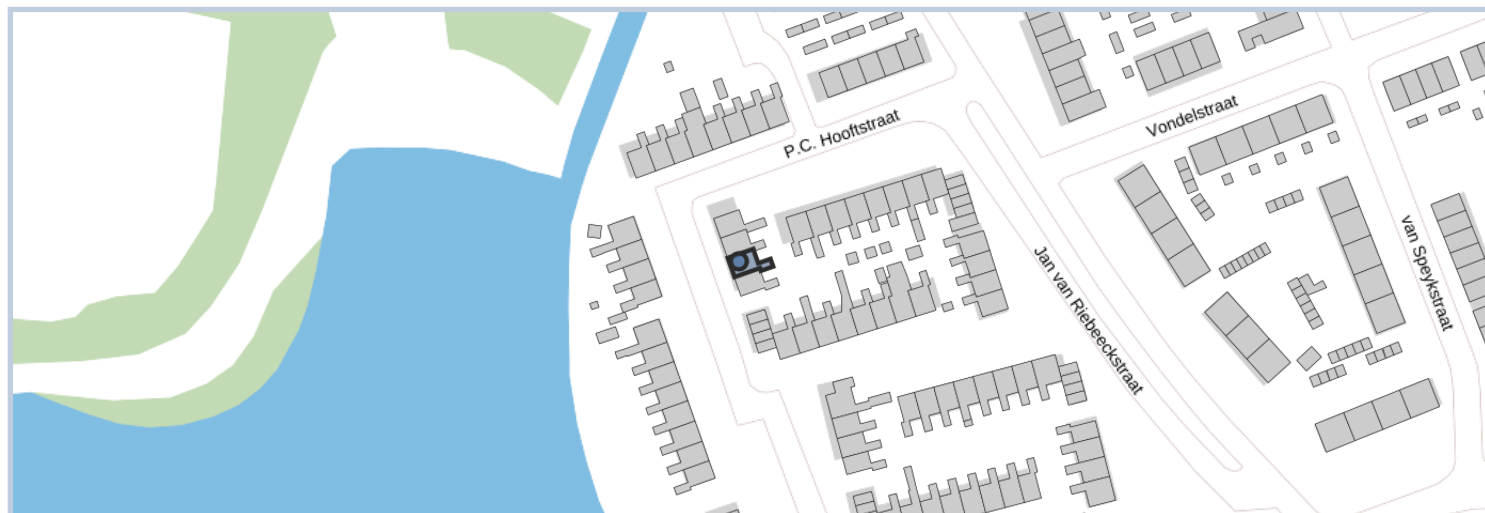 Vondelstraat
P.C. Hooftstraat
van Speykstraat
Jan van Riebeeckstraat